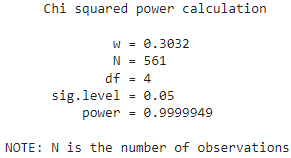 Chi squared power calculation
w = 0.3032
N = 561
df = 4
sig.level = 0.05
power = 0.9999949
NOTE: N is the number of observations